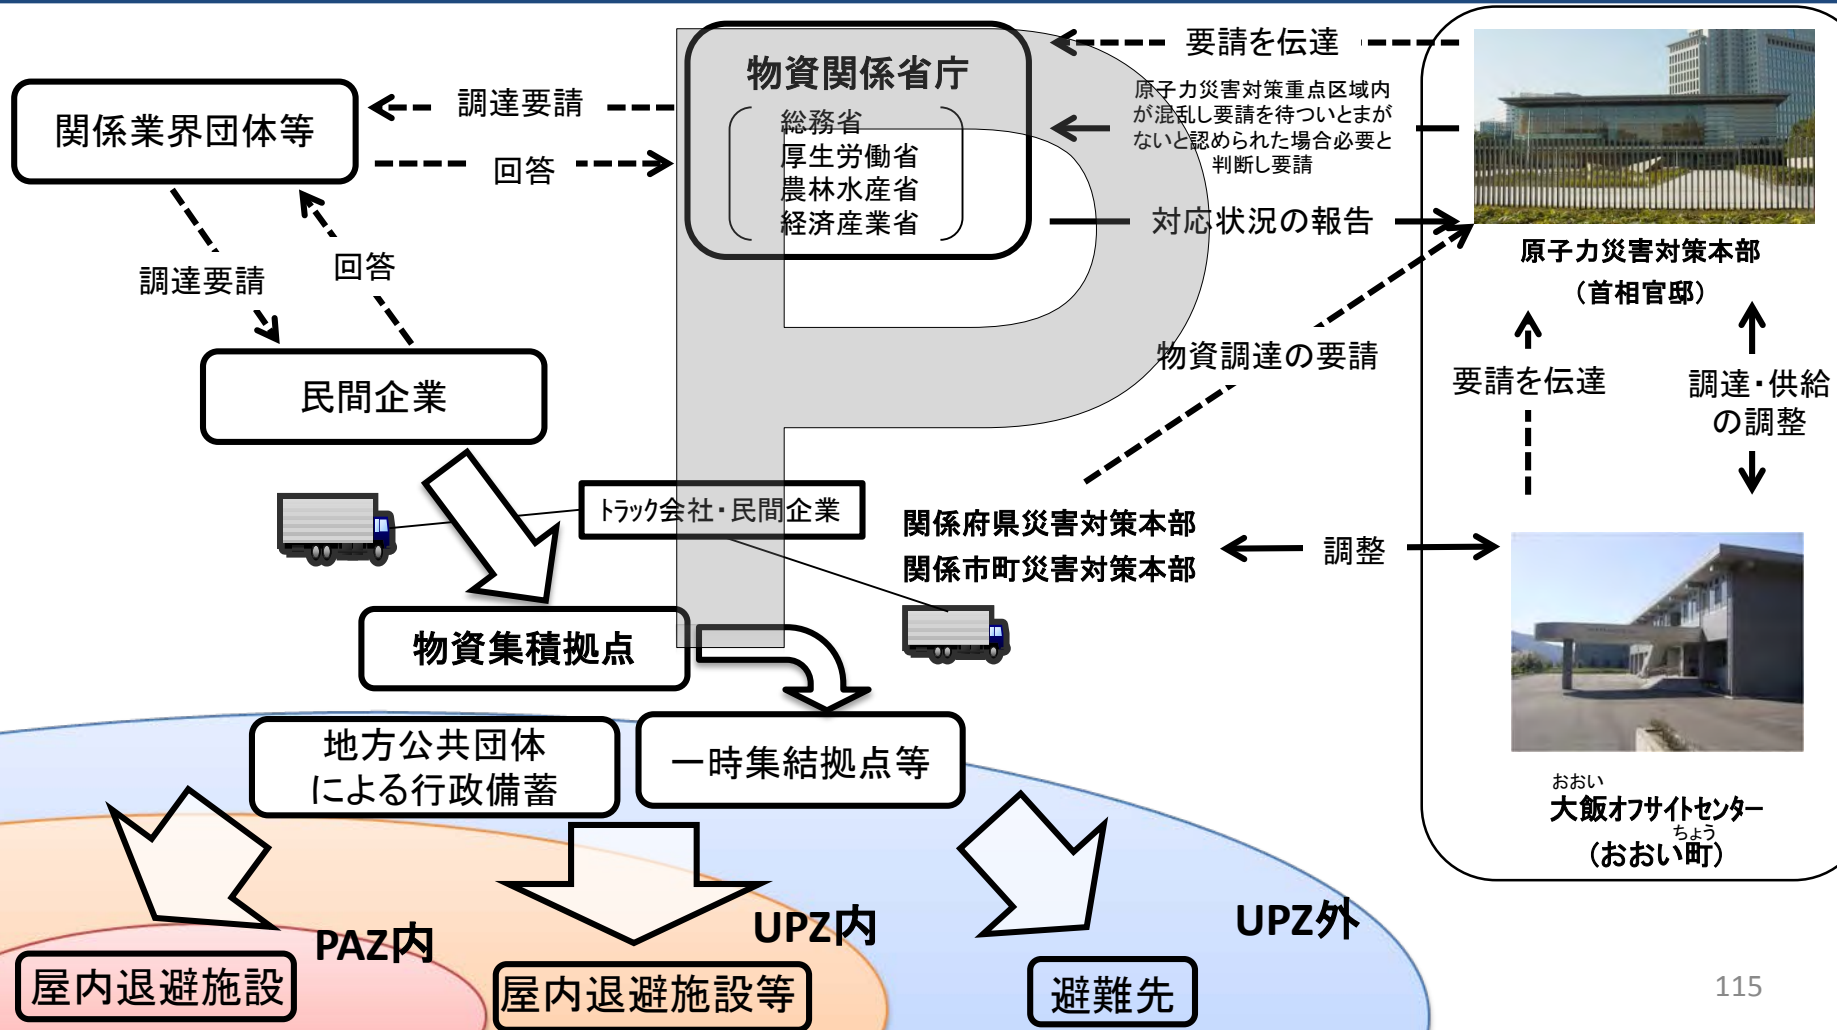 要請を伝達
物資関係省庁
総務省
厚生労働省
農林水産省
経済産業省
関係業界団体等
調達要請
回答
原子力災害対策重点区域内
が混乱し要請を待ついとまが
ないと認められた場合必要と
判断し要請
対応状況の報告
原子力災害対策本部
（首相官邸）
調達要請
回答
民間企業
物資調達の要請
要請を伝達
調達・供給
の調整
トラック会社・民間企業
関係府県災害対策本部
関係市町災害対策本部
調整
物資集積拠点
地方公共団体
による行政備蓄
一時集結拠点等
おおい
大飯オフサイトセンター
ちょう
（おおい町）
PAZ内
UPZ内
UPZ外
屋内退避施設
屋内退避施設等
避難先
115
P